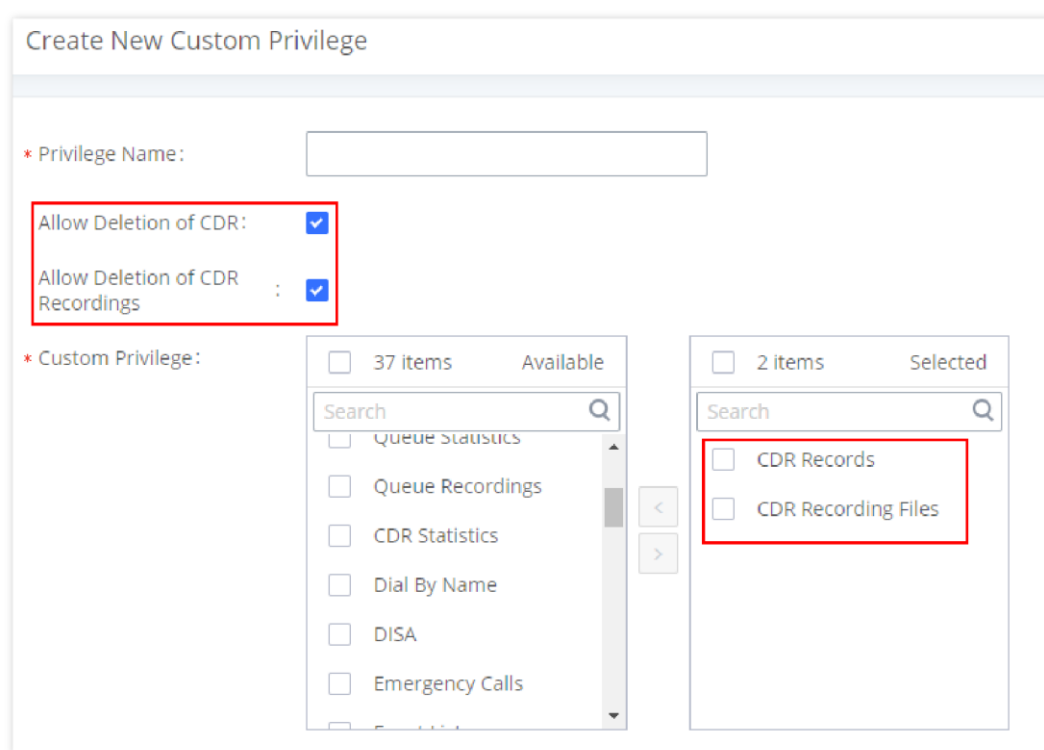 Create New Custom Privilege
* Privilege Name:
Allow Deletion of CDR:
Allow Deletion of CDR
Recordings :
* Custom Privilege:
37 items Available
Search
Queue Statistics
Queue Recordings
CDR Statistics
Dial By Name
DISA
Emergency Calls
2 items Selected
Search
CDR Records
CDR Recording Files
<
>